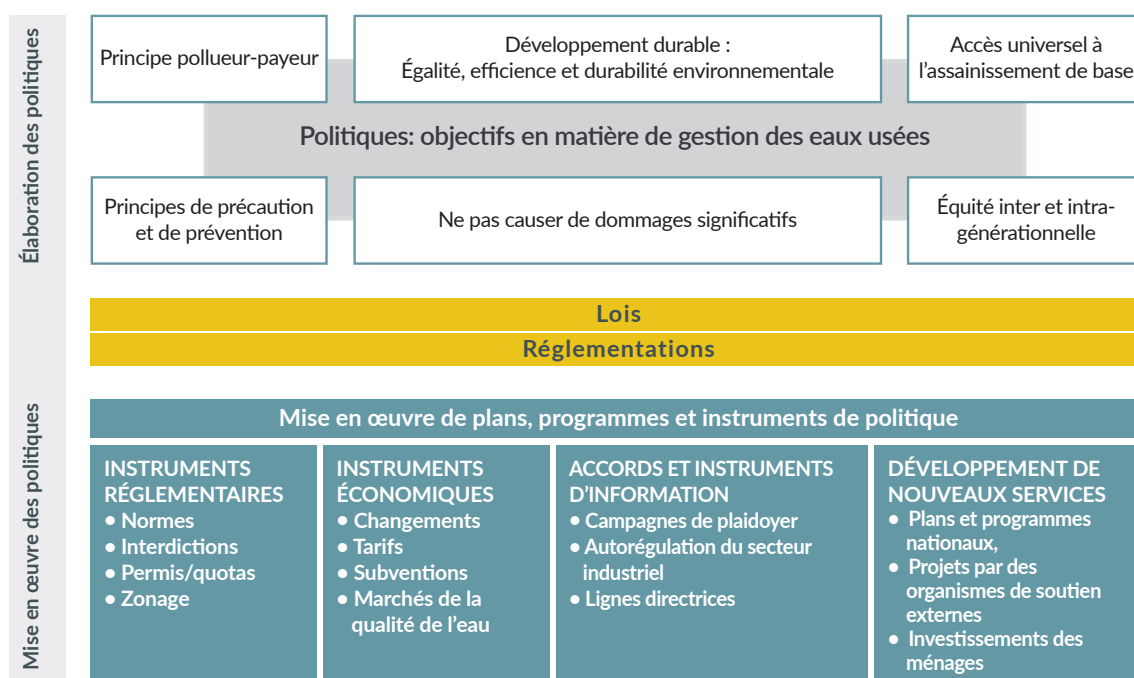 Élaboration des politiques
Principe pollueur-payeur
Développement durable :
Égalité, efficience et durabilité environnementale
Accès universel à
l'assainissement de base
Politiques: objectifs en matière de gestion des eaux usées
Principes de précaution
et de prévention
Ne pas causer de dommages significatifs
Équité inter et intra-
générationnelle
Lois
Réglementations
Mise en œuvre des politiques
Mise en œuvre de plans, programmes et instruments de politique
INSTRUMENTS
RÉGLEMENTAIRES
• Normes
• Interdictions
• Permis/quotas
• Zonage
INSTRUMENTS
ÉCONOMIQUES
• Changements
• Tarifs
• Subventions
• Marchés de la
qualité de l'eau
ACCORDS ET INSTRUMENTS
D'INFORMATION
• Campagnes de plaidoyer
• Autorégulation du secteur
industriel
• Lignes directrices
DÉVELOPPEMENT DE
NOUVEAUX SERVICES
• Plans et programmes
nationaux,
• Projets par des
organismes de soutien
externes
• Investissements des
ménages